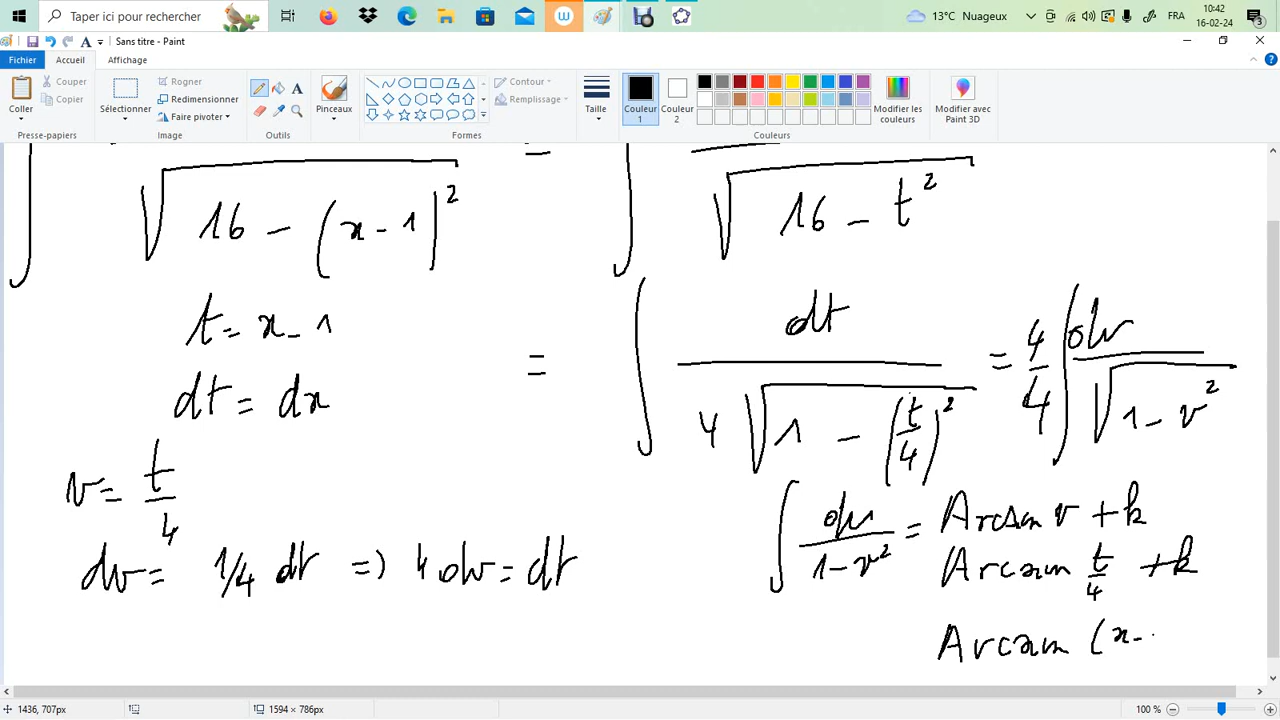 Taper ici pour rechercher
13°C Nuageux
FRA
10:42
16-02-24
3
Sans titre - Paint
Fichier Accueil Affichage
Coller
Couper
Copier
Presse-papiers
Sélectionner
Rogner
Redimensionner
Faire pivoter
Image
A
Outils
Pinceaux
Contour
Remplissage
Formes
Taille
Couleur 1
Couleur 2
Modifier les couleurs
Modifier avec Paint 3D
Couleurs
∫ √16 - (x - 1)² = ∫ √16 - t²
t = x - 1
dt = dx
= ∫ dt / 4√1 - (t/4)² = 4/4 ∫ dv / √1 - v²
v = t/4
dv = 1/4 dt => 4 dv = dt
∫ dv / 1 - v² = Arcsin v + k
Arcsin t/4 + k
Arcsin (x -
1436, 707px
1594 × 786px
100 %